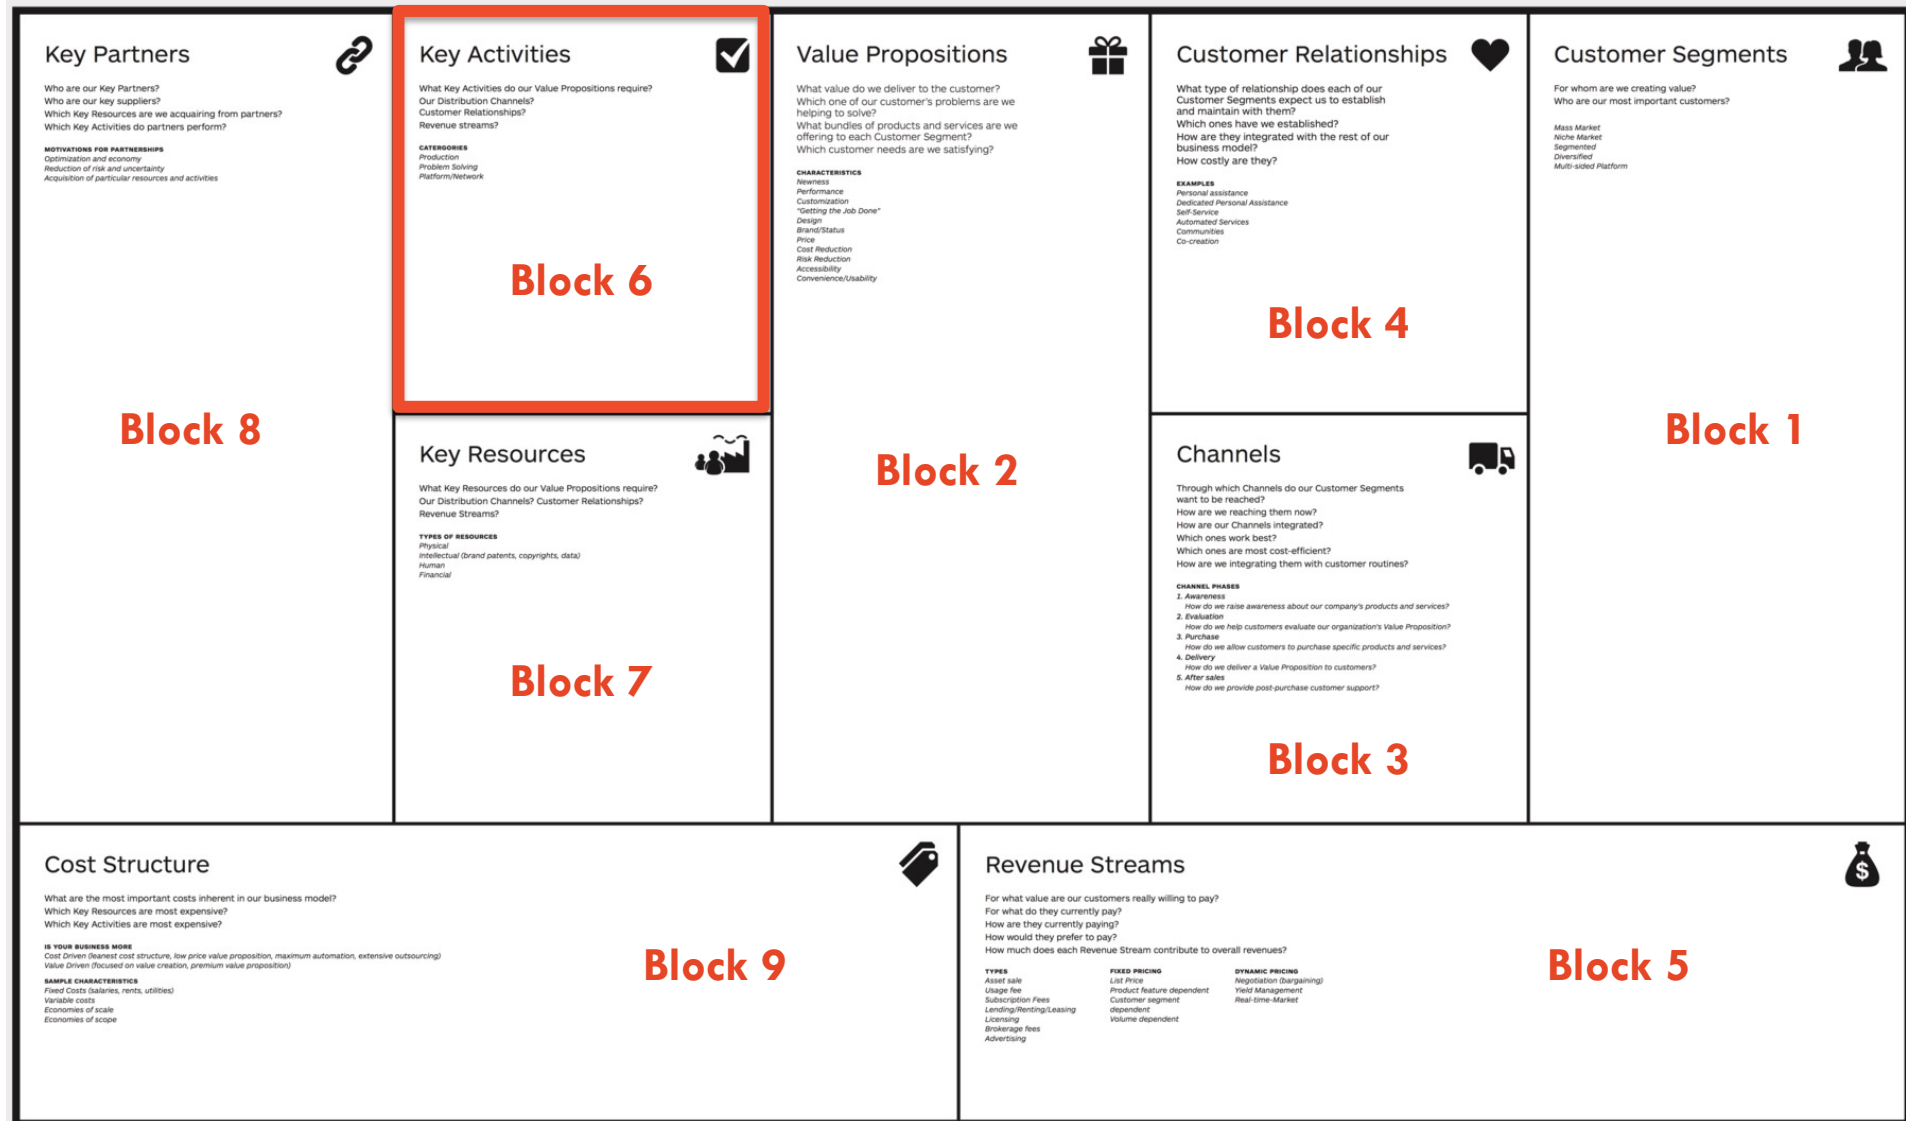 Key Partners
Who are our Key Partners?
Who are our key suppliers?
Which Key Resources are we acquairing from partners?
Which Key Activities do partners perform?
MOTIVATIONS FOR PARTNERSHIPS
Optimization and economy
Reduction of risk and uncertainty
Acquisition of particular resources and activities
Block 8
Key Activities
What Key Activities do our Value Propositions require?
Our Distribution Channels?
Customer Relationships?
Revenue streams?
CATERGORIES
Production
Problem Solving
Platform/Network
Block 6
Key Resources
What Key Resources do our Value Propositions require?
Our Distribution Channels? Customer Relationships?
Revenue Streams?
TYPES OF RESOURCES
Physical
Intellectual (brand patents, copyrights, data)
Human
Financial
Block 7
Value Propositions
What value do we deliver to the customer?
Which one of our customer's problems are we
helping to solve?
What bundles of products and services are we
offering to each Customer Segment?
Which customer needs are we satisfying?
CHARACTERISTICS
Newness
Performance
Customization
"Getting the Job Done"
Design
Brand/Status
Price
Cost Reduction
Risk Reduction
Accessibility
Convenience/Usability
Block 2
Customer Relationships
What type of relationship does each of our
Customer Segments expect us to establish
and maintain with them?
Which ones have we established?
How are they integrated with the rest of our
business model?
How costly are they?
EXAMPLES
Personal assistance
Dedicated Personal Assistance
Self-Service
Automated Services
Communities
Co-creation
Block 4
Channels
Through which Channels do our Customer Segments
want to be reached?
How are we reaching them now?
How are our Channels integrated?
Which ones work best?
Which ones are most cost-efficient?
How are we integrating them with customer routines?
CHANNEL PHASES
1. Awareness
How do we raise awareness about our company's products and services?
2. Evaluation
How do we help customers evaluate our organization's Value Proposition?
3. Purchase
How do we allow customers to purchase specific products and services?
4. Delivery
How do we deliver a Value Proposition to customers?
5. After sales
How do we provide post-purchase customer support?
Block 3
Customer Segments
For whom are we creating value?
Who are our most important customers?
Mass Market
Niche Market
Segmented
Diversified
Multi-sided Platform
Block 1
Cost Structure
What are the most important costs inherent in our business model?
Which Key Resources are most expensive?
Which Key Activities are most expensive?
IS YOUR BUSINESS MORE
Cost Driven (leanest cost structure, low price value proposition, maximum automation, extensive outsourcing)
Value Driven (focused on value creation, premium value proposition)
SAMPLE CHARACTERISTICS
Fixed Costs (salaries, rents, utilities)
Variable costs
Economies of scale
Economies of scope
Block 9
Revenue Streams
$
For what value are our customers really willing to pay?
For what do they currently pay?
How are they currently paying?
How would they prefer to pay?
How much does each Revenue Stream contribute to overall revenues?
TYPES
Asset sale
Usage fee
Subscription Fees
Lending/Renting/Leasing
Licensing
Brokerage fees
Advertising
FIXED PRICING
List Price
Product feature dependent
Customer segment
dependent
Volume dependent
DYNAMIC PRICING
Negotiation (bargaining)
Yield Management
Real-time-Market
Block 5